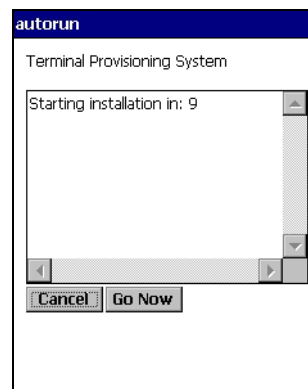 autorun
Terminal Provisioning System
Starting installation in: 9
Cancel Go Now